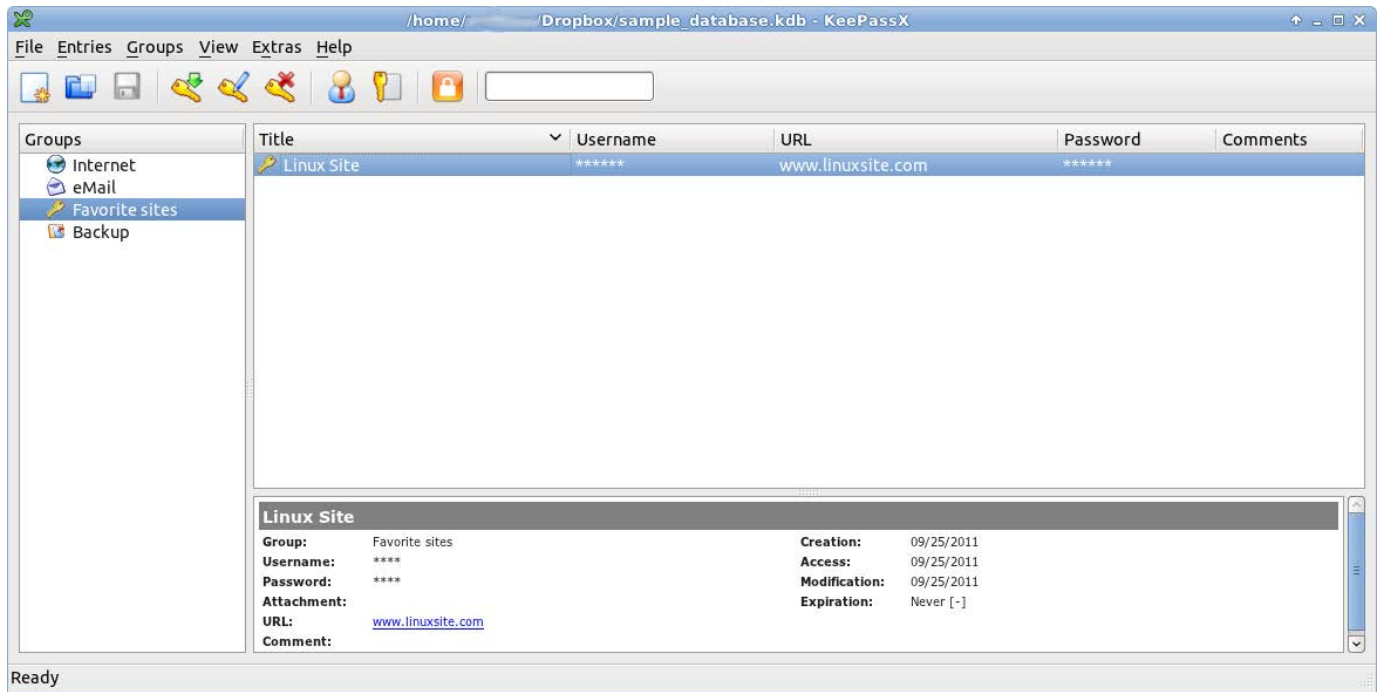 /home/ /Dropbox/sample_database.kdb - KeePassX
File Entries Groups View Extras Help
Groups
Internet
eMail
Favorite sites
Backup
Title Username URL Password Comments
Linux Site ****** www.linuxsite.com ******
Linux Site
Group: Favorite sites Creation: 09/25/2011
Username: **** Access: 09/25/2011
Password: **** Modification: 09/25/2011
Attachment: Expiration: Never [-]
URL: www.linuxsite.com
Comment:
Ready